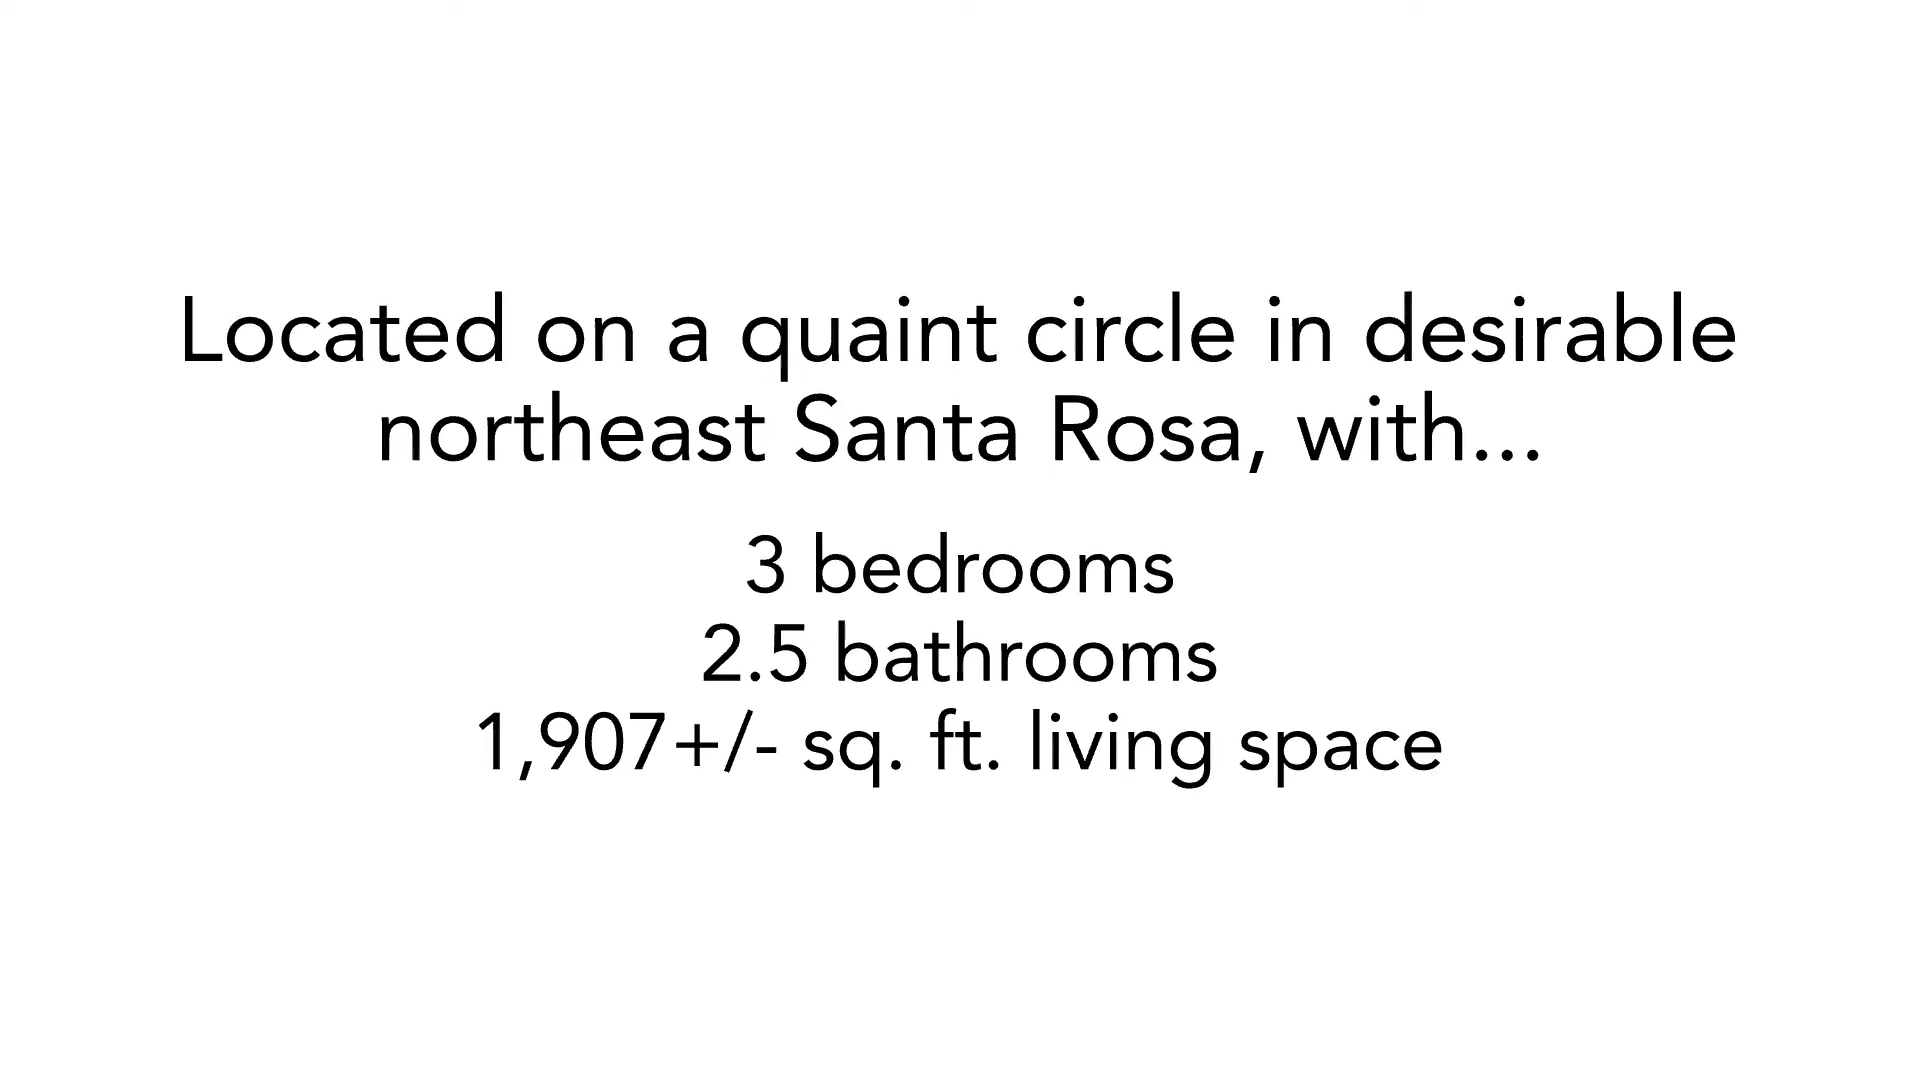 Located on a quaint circle in desirable
northeast Santa Rosa, with...
3 bedrooms
2.5 bathrooms
1,907+/- sq. ft. living space